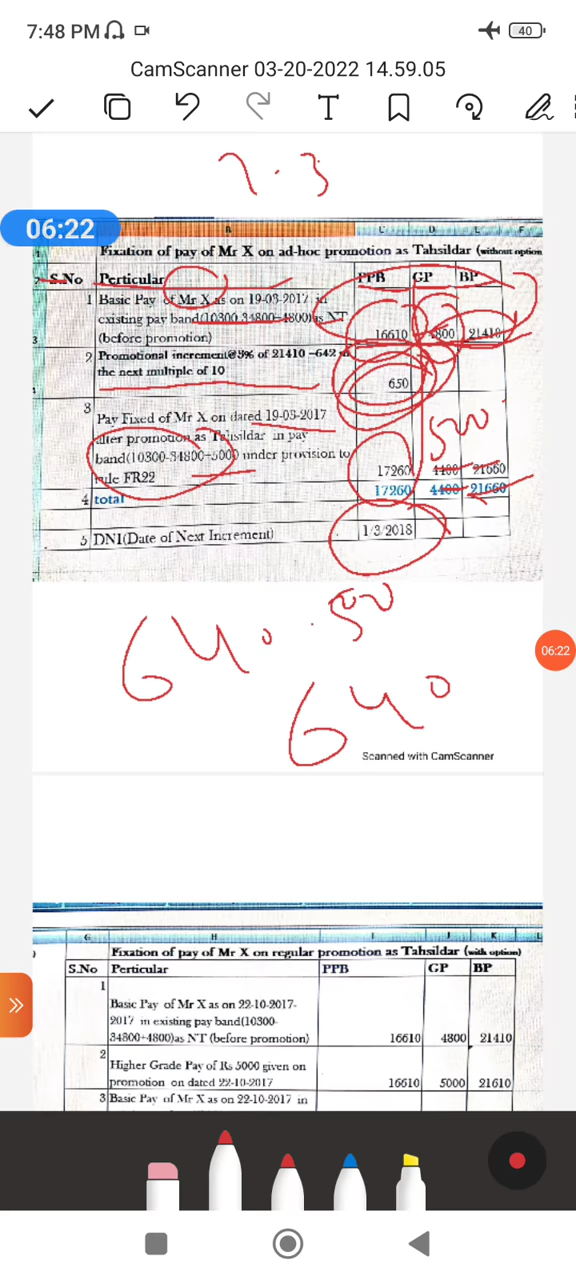 7:48 PM 40
CamScanner 03-20-2022 14.59.05
T
7.3
06:22
B C D E F
Fixation of pay of Mr X on ad-hoc promotion as Tahsildar (without option
S.No Perticular PPB GP BP
1 Basic Pay of Mr X as on 19-03-2017 in
existing pay band(10300-34800+4800)as NT
(before promotion) 16610 4800 21410
2 Promotional increment@3% of 21410 =642
the next multiple of 10 650
500
3 Pay Fixed of Mr X on dared 19-03-2017
after promotion as Tahsildar in pay
band(10300-34800+5000 under provision to
rule FR22 17260 4400 21660
4 total 17260 4400 21660
5 DNI(Date of Next Increment) 1/3/2018
640.50
06:22
640
Scanned with CamScanner
G H I J K
Fixation of pay of Mr X on regular promotion as Tahsildar (with option)
S.No Perticular PPB GP BP
1
Basic Pay of Mr X as on 22-10-2017-
2017 in existing pay band(10300-
34800+4800)as NT (before promotion) 16610 4800 21410
2
Higher Grade Pay of Rs 5000 given on
promotion on dated 22-10-2017 16610 5000 21610
3 Basic Pay of Mr X as on 22-10-2017 in